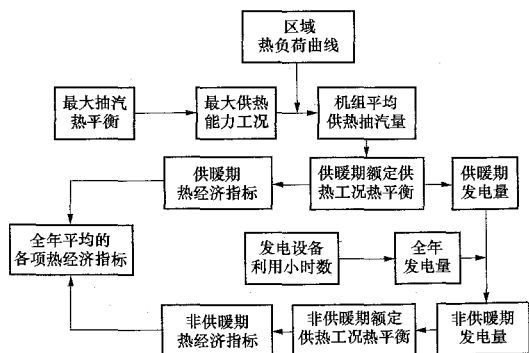 区域
热负荷曲线
最大抽汽
热平衡
最大供热
能力工况
机组平均
供热抽汽量
供暖期
热经济指标
供暖期额定供
热工况热平衡
供暖期
发电量
全年平均的
各项热经济指标
发电设备
利用小时数
全年
发电量
非供暖期
热经济指标
非供暖期额定
供热工况热平衡
非供暖期
发电量